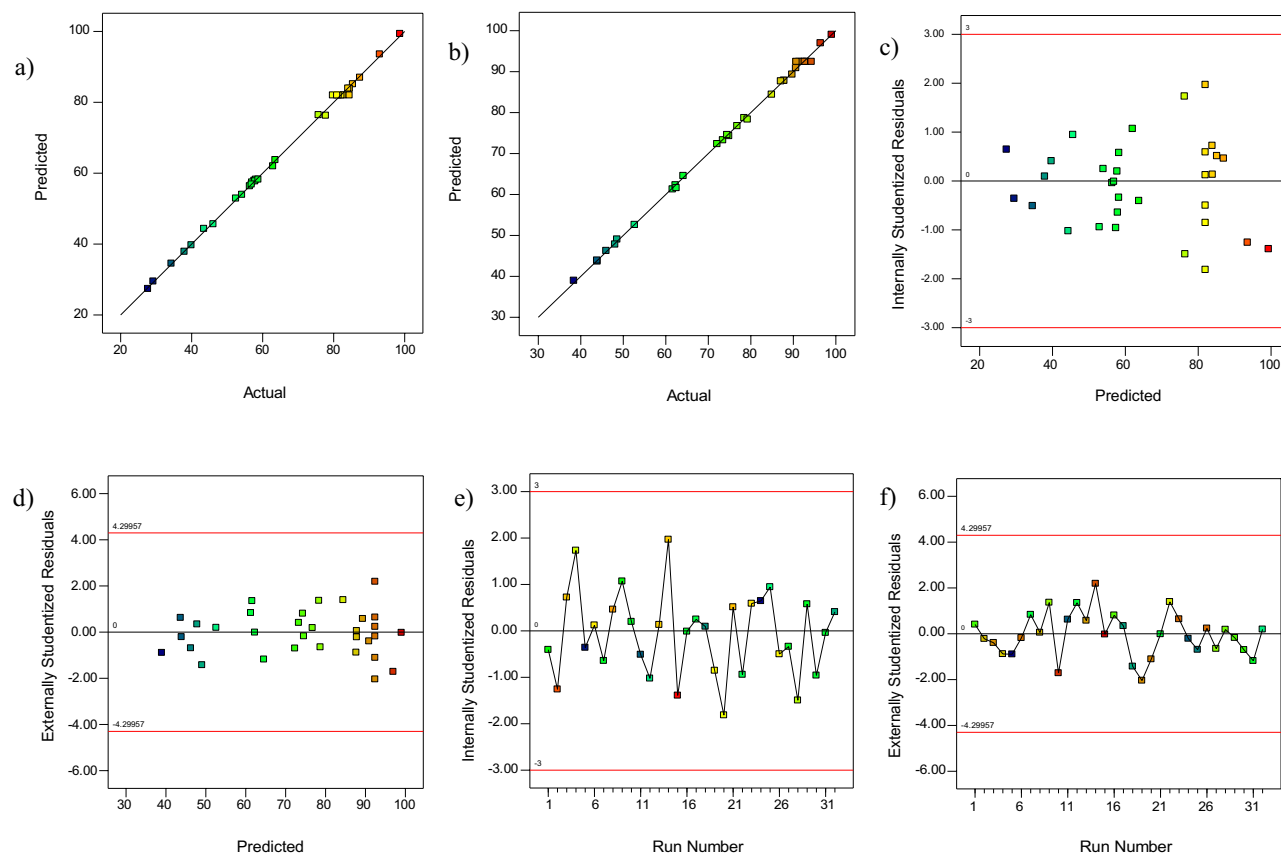 a)
Predicted
100
80
60
40
20
20 40 60 80 100
Actual
b)
Predicted
100
90
80
70
60
50
40
30
30 40 50 60 70 80 90 100
Actual
c)
Internally Studentized Residuals
3.00
2.00
1.00
0.00
-1.00
-2.00
-3.00
3
0
-3
20 40 60 80 100
Predicted
d)
Externally Studentized Residuals
6.00
4.00
2.00
0.00
-2.00
-4.00
-6.00
4.29957
0
-4.29957
30 40 50 60 70 80 90 100
Predicted
e)
Internally Studentized Residuals
3.00
2.00
1.00
0.00
-1.00
-2.00
-3.00
3
0
-3
1 6 11 16 21 26 31
Run Number
f)
Externally Studentized Residuals
6.00
4.00
2.00
0.00
-2.00
-4.00
-6.00
4.29957
0
-4.29957
1 6 11 16 21 26 31
Run Number